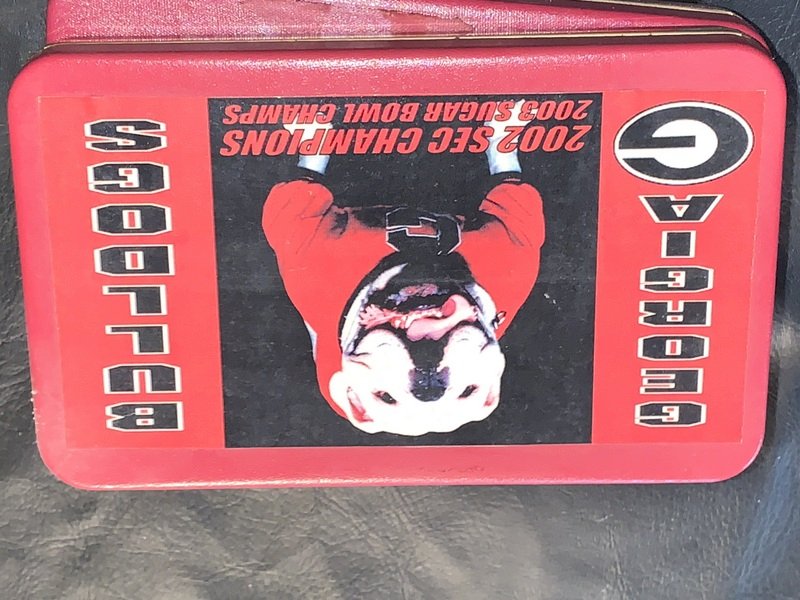 G
GEORGIA
G
BULLDOGS
2002 SEC CHAMPIONS
2003 SUGAR BOWL CHAMPS